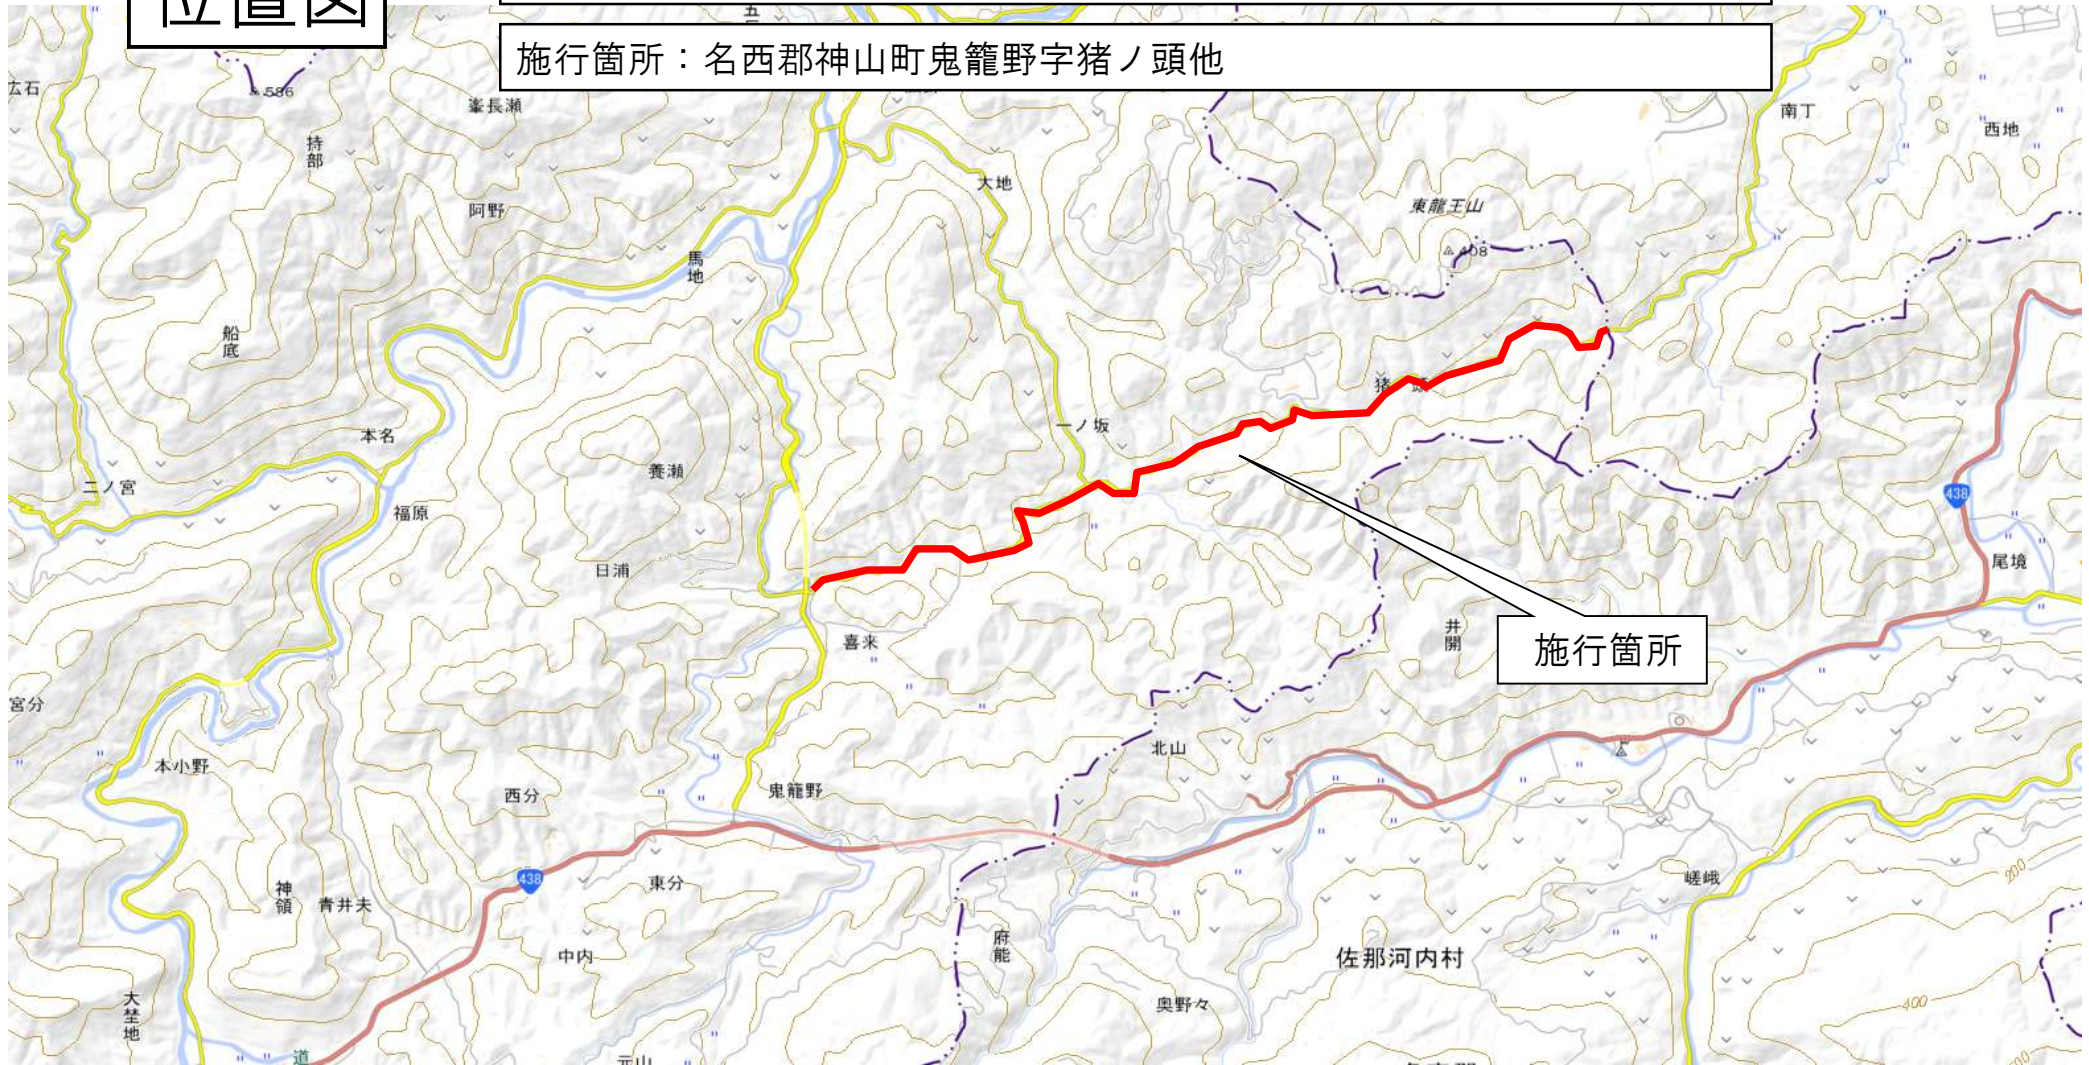 位置図
施行箇所：名西郡神山町鬼籠野字猪ノ頭他
広石
586
峯長瀬
持部
阿野
大地
南丁
西地
東龍王山
408
馬地
船底
猪
頭
本名
一ノ坂
養瀬
二ノ宮
福原
438
日浦
尾境
喜来
井開
施行箇所
宮分
北山
本小野
西分
鬼籠野
438
東分
神領
青井夫
嵯峨
200
府能
中内
佐那河内村
奥野々
大埜地
400
道
元山